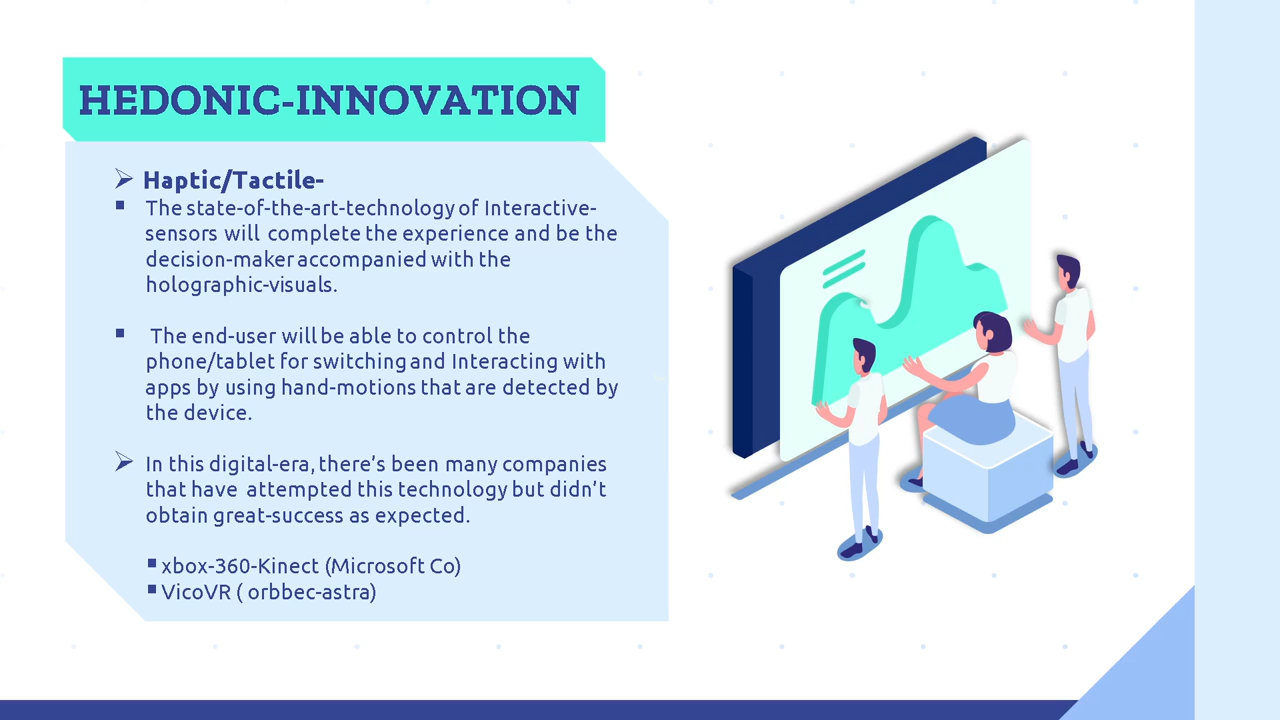 HEDONIC-INNOVATION
Haptic/Tactile-
The state-of-the-art-technology of Interactive-
sensors will complete the experience and be the
decision-maker accompanied with the
holographic-visuals.
The end-user will be able to control the
phone/tablet for switching and Interacting with
apps by using hand-motions that are detected by
the device.
In this digital-era, there's been many companies
that have attempted this technology but didn't
obtain great-success as expected.
xbox-360-Kinect (Microsoft Co)
VicoVR ( orbbec-astra)